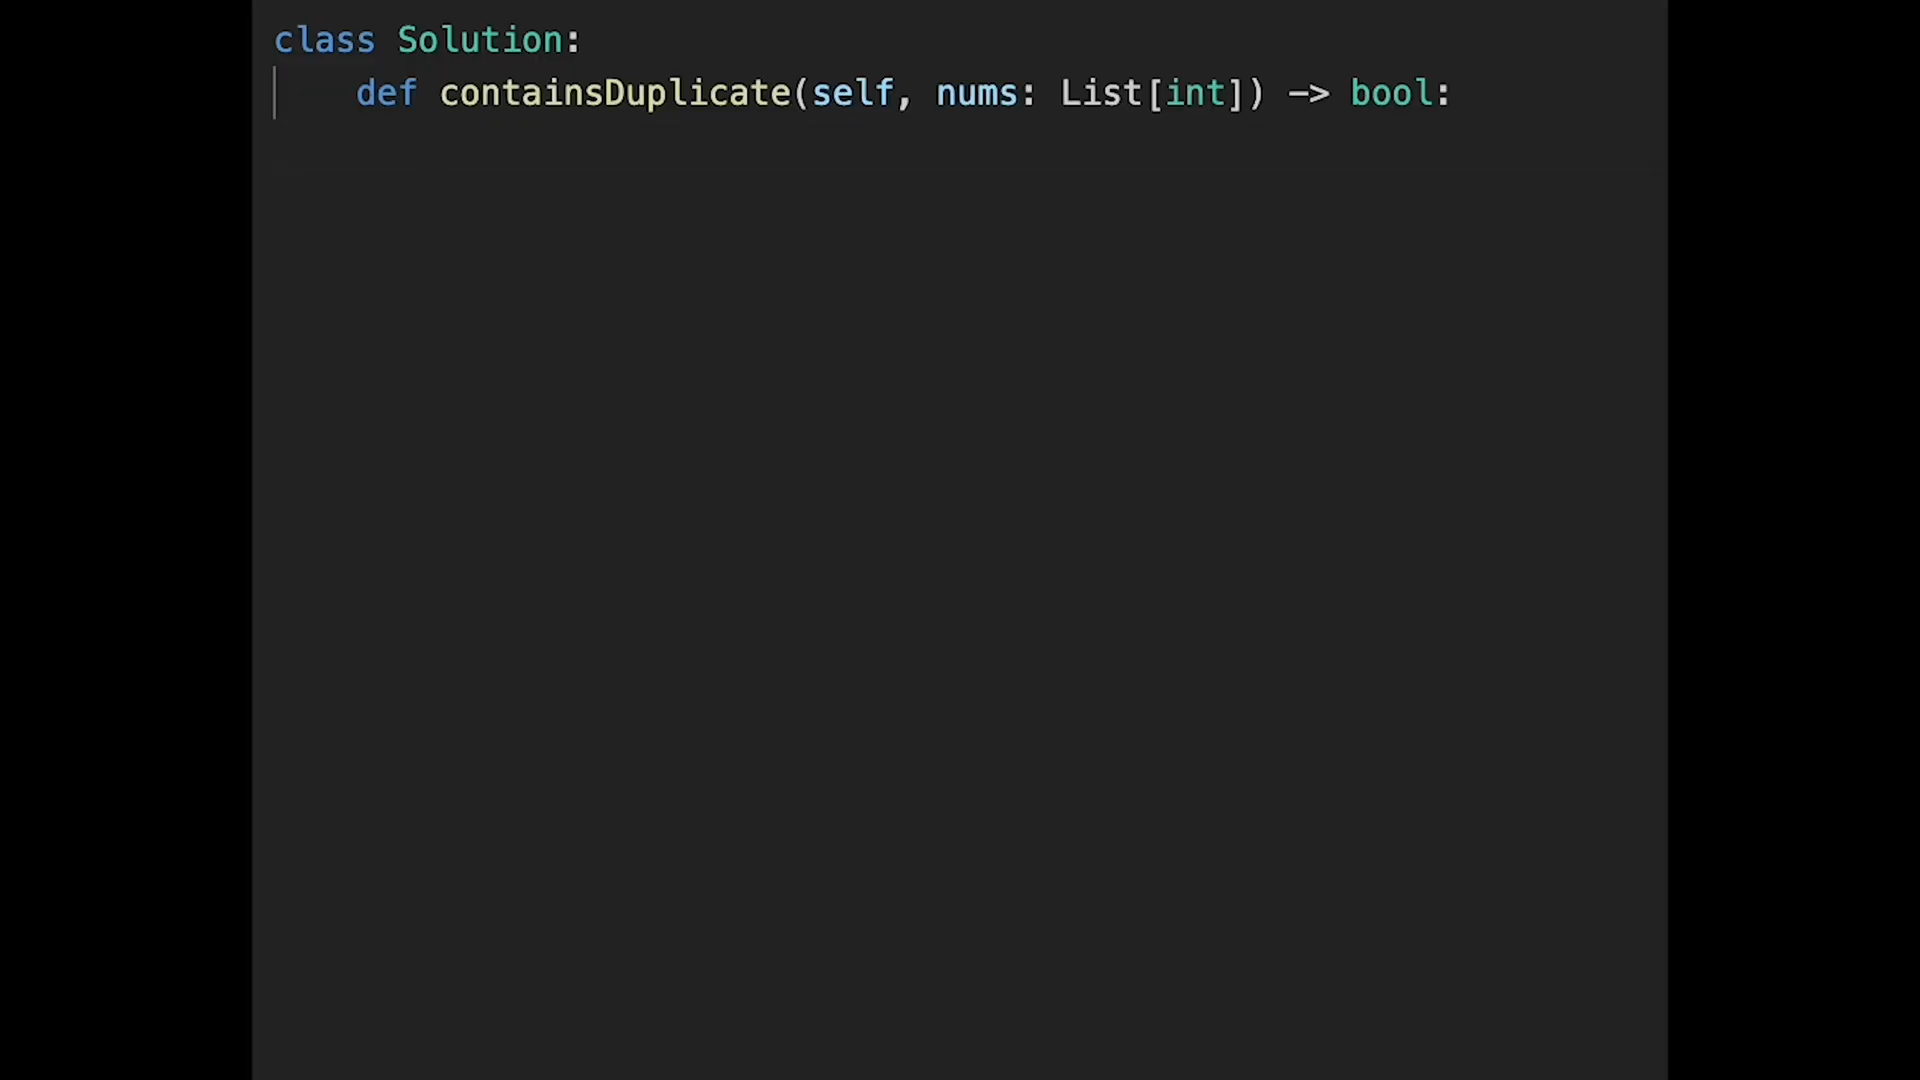 class Solution:
    def containsDuplicate(self, nums: List[int]) -> bool: